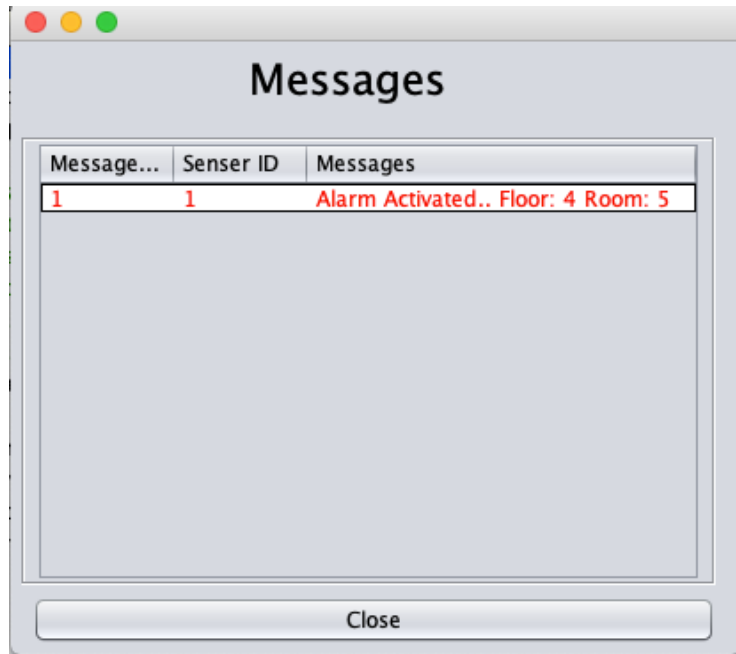 Messages
Message... Senser ID Messages
1 1 Alarm Activated.. Floor: 4 Room: 5
Close